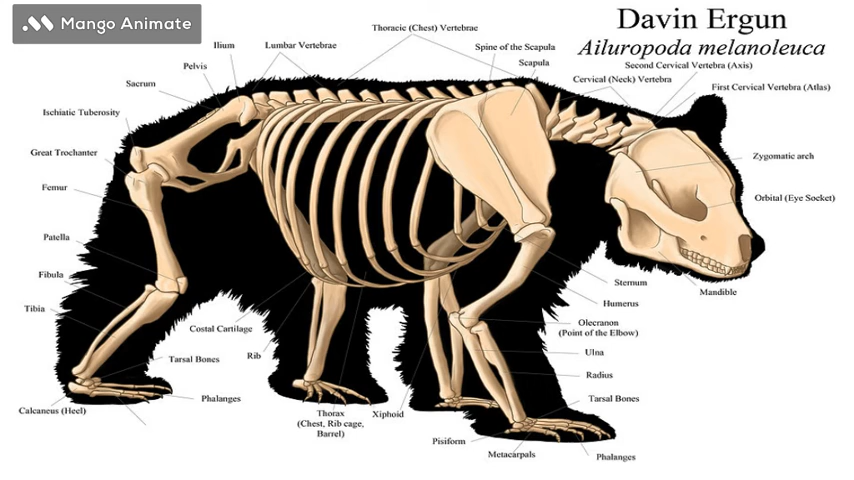 Mango Animate
Davin Ergun
Ailuropoda melanoleuca
Thoracic (Chest) Vertebrae
Ilium
Lumbar Vertebrae
Spine of the Scapula
Scapula
Second Cervical Vertebra (Axis)
Cervical (Neck) Vertebra
First Cervical Vertebra (Atlas)
Pelvis
Sacrum
Ischiatic Tuberosity
Great Trochanter
Zygomatic arch
Femur
Orbital (Eye Socket)
Patella
Fibula
Tibia
Sternum
Mandible
Humerus
Costal Cartilage
Olecranon
(Point of the Elbow)
Rib
Tarsal Bones
Ulna
Radius
Calcaneus (Heel)
Phalanges
Thorax
(Chest, Rib cage,
Barrel)
Xiphoid
Tarsal Bones
Pisiform
Metacarpals
Phalanges